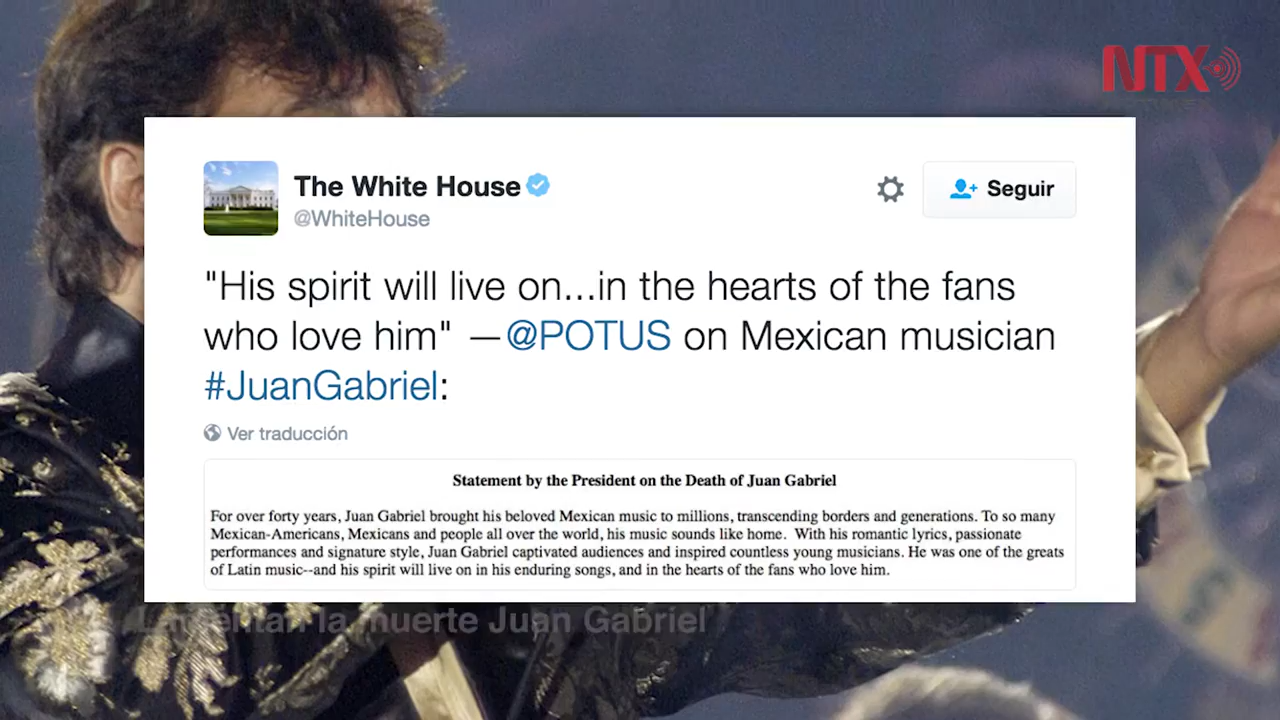 NTX
The White House
@WhiteHouse
Seguir
"His spirit will live on...in the hearts of the fans
who love him" —@POTUS on Mexican musician
#JuanGabriel:
Ver traducción
Statement by the President on the Death of Juan Gabriel
For over forty years, Juan Gabriel brought his beloved Mexican music to millions, transcending borders and generations. To so many
Mexican-Americans, Mexicans and people all over the world, his music sounds like home. With his romantic lyrics, passionate
performances and signature style, Juan Gabriel captivated audiences and inspired countless young musicians. He was one of the greats
of Latin music--and his spirit will live on in his enduring songs, and in the hearts of the fans who love him.
Lamentan la muerte Juan Gabriel